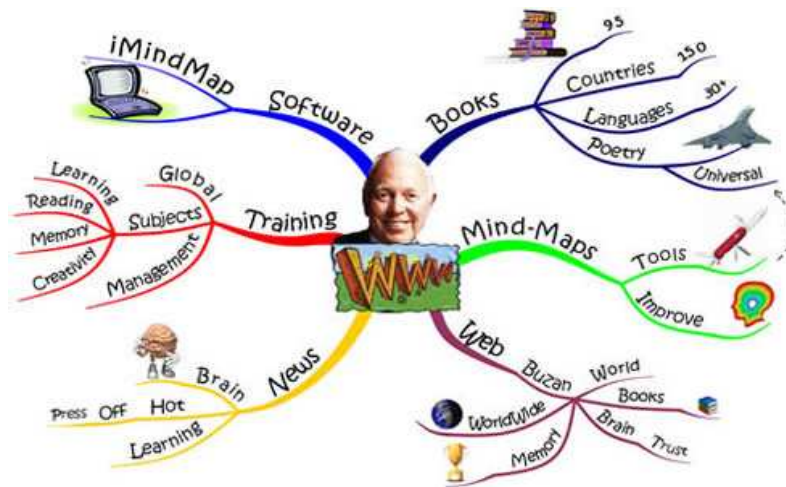 iMindMap
Software
Books
95
Countries 150
Languages 30+
Poetry
Universal
Training
Global
Subjects
Learning
Reading
Memory
Creativity
Management
WWW
Mind-Maps
Tools
Improve
News
Brain
Press Off Hot
Learning
Web
Buzan
World
Books
Brain Trust
WorldWide
Memory